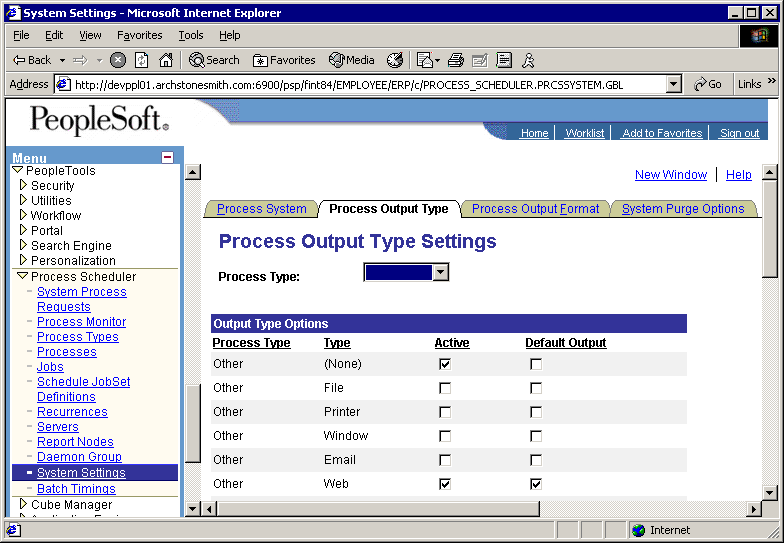 System Settings - Microsoft Internet Explorer
File Edit View Favorites Tools Help
Back Search Favorites Media
Address http://devppl01.archstonesmith.com:6900/psp/fint84/EMPLOYEE/ERP/c/PROCESS_SCHEDULER.PRCSSYSTEM.GBL Go Links »
PeopleSoft®
Home Worklist Add to Favorites Sign out
Menu
PeopleTools
Security
Utilities
Workflow
Portal
Search Engine
Personalization
Process Scheduler
System Process
Requests
Process Monitor
Process Types
Processes
Jobs
Schedule JobSet
Definitions
Recurrences
Servers
Report Nodes
Daemon Group
System Settings
Batch Timings
Cube Manager
New Window Help
Process System Process Output Type Process Output Format System Purge Options
Process Output Type Settings
Process Type:
Output Type Options
Process Type Type Active Default Output
Other (None)
Other File
Other Printer
Other Window
Other Email
Other Web
Internet